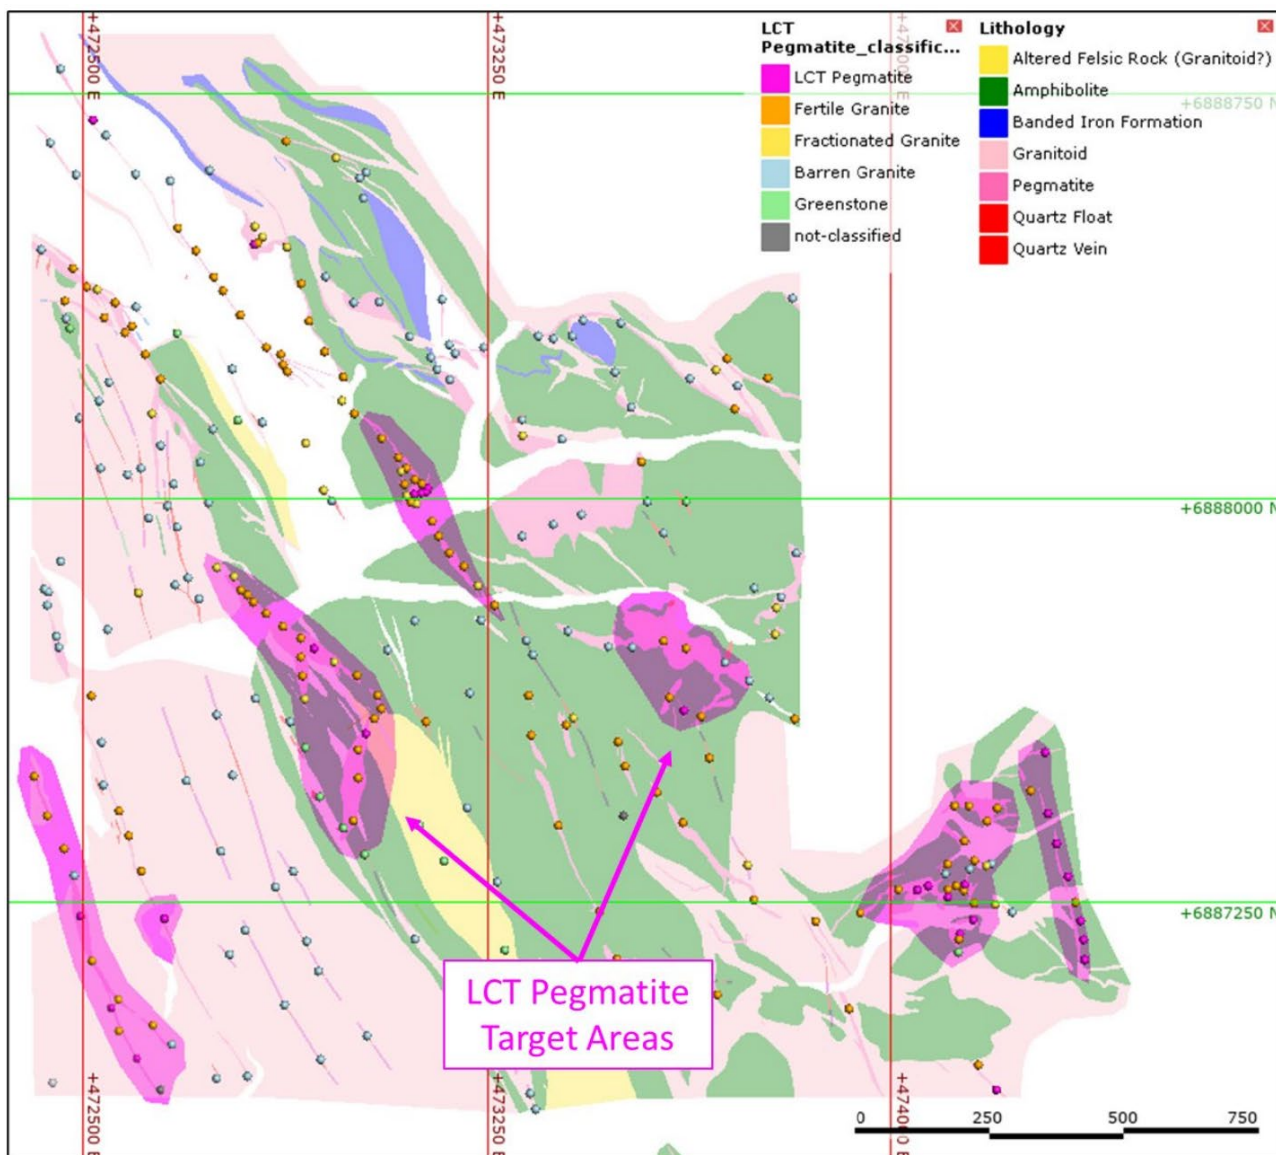 +472500 E
+473250 E
+474000 E
LCT
Pegmatite_classific...
LCT Pegmatite
Fertile Granite
Fractionated Granite
Barren Granite
Greenstone
not-classified
Lithology
Altered Felsic Rock (Granitoid?)
Amphibolite
Banded Iron Formation
Granitoid
Pegmatite
Quartz Float
Quartz Vein
+6888750 N
+6888000 N
+6887250 N
LCT Pegmatite
Target Areas
+472500 E
+473250 E
+474000 E
0 250 500 750